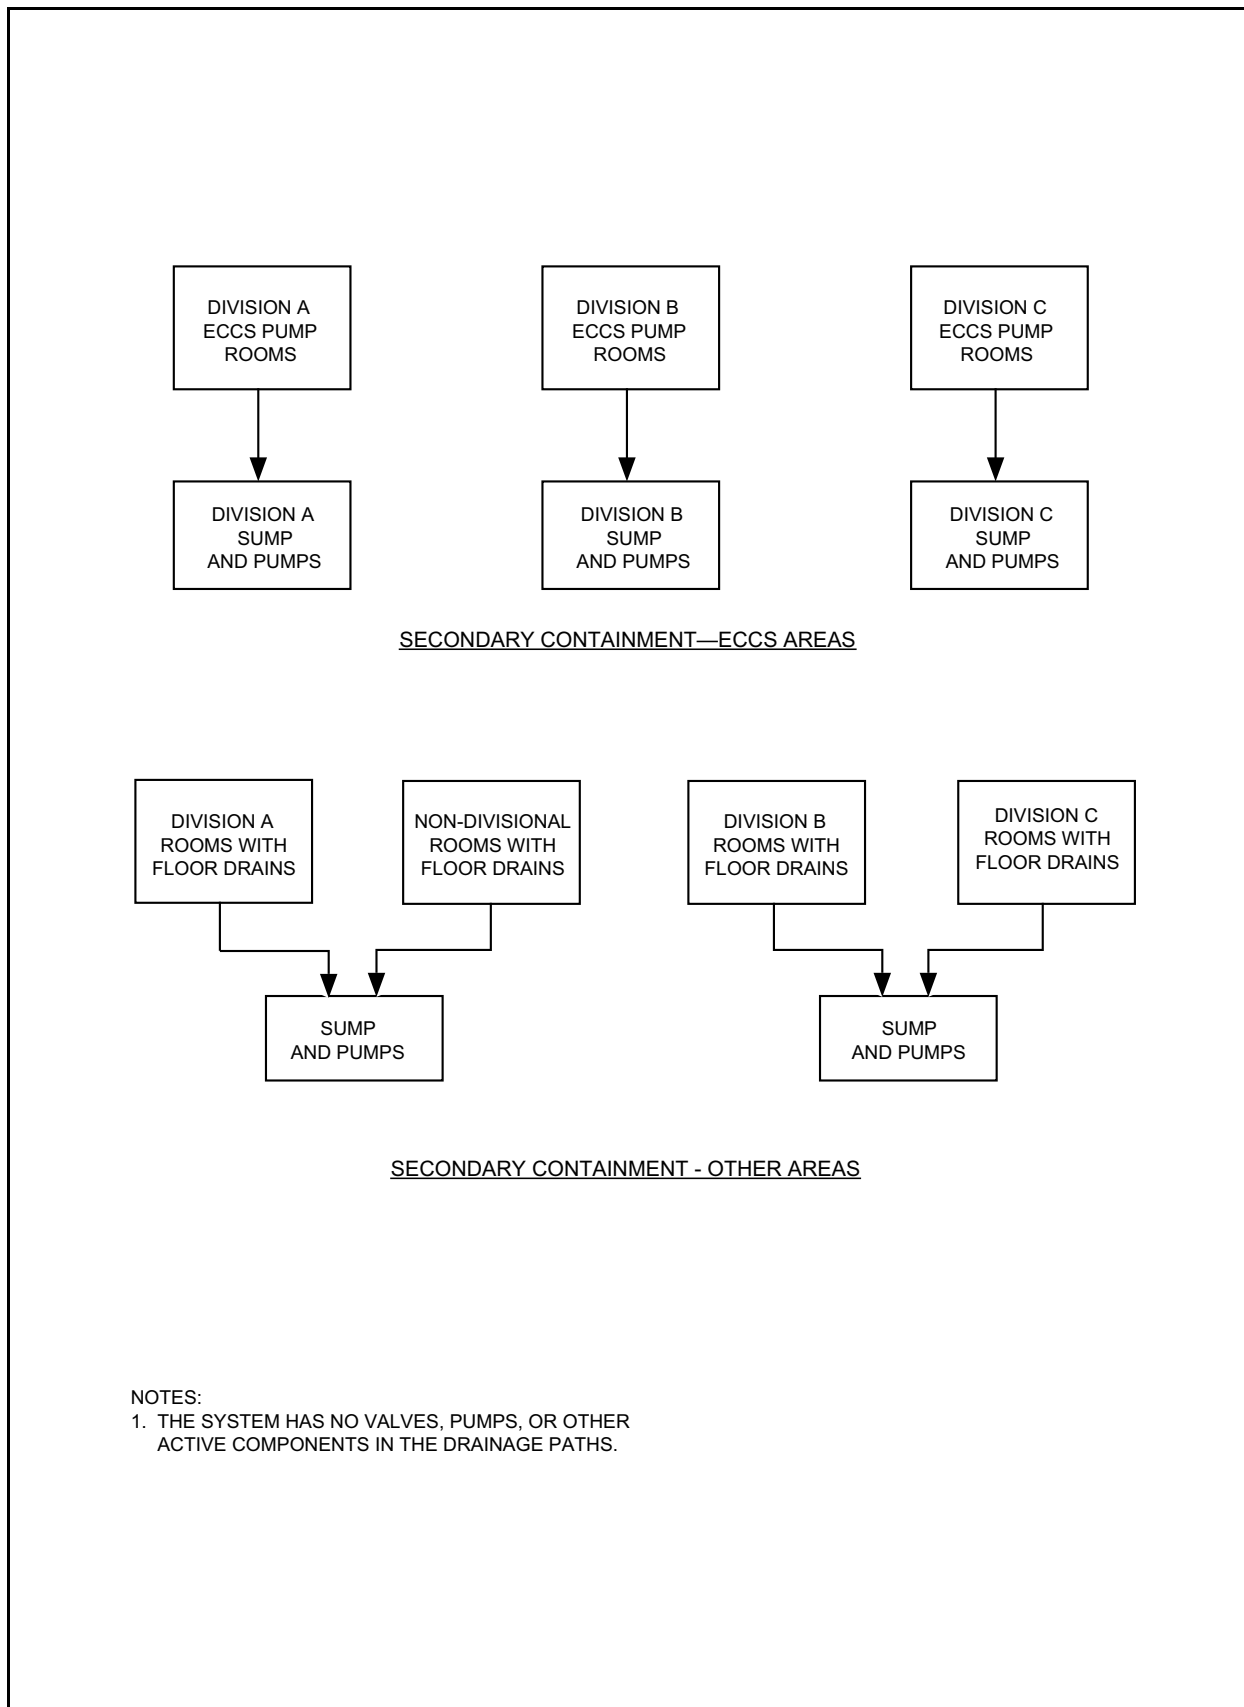 DIVISION A
ECCS PUMP
ROOMS
DIVISION B
ECCS PUMP
ROOMS
DIVISION C
ECCS PUMP
ROOMS
DIVISION A
SUMP
AND PUMPS
DIVISION B
SUMP
AND PUMPS
DIVISION C
SUMP
AND PUMPS
SECONDARY CONTAINMENT—ECCS AREAS
DIVISION A
ROOMS WITH
FLOOR DRAINS
NON-DIVISIONAL
ROOMS WITH
FLOOR DRAINS
DIVISION B
ROOMS WITH
FLOOR DRAINS
DIVISION C
ROOMS WITH
FLOOR DRAINS
SUMP
AND PUMPS
SUMP
AND PUMPS
SECONDARY CONTAINMENT - OTHER AREAS
NOTES:
1. THE SYSTEM HAS NO VALVES, PUMPS, OR OTHER
ACTIVE COMPONENTS IN THE DRAINAGE PATHS.